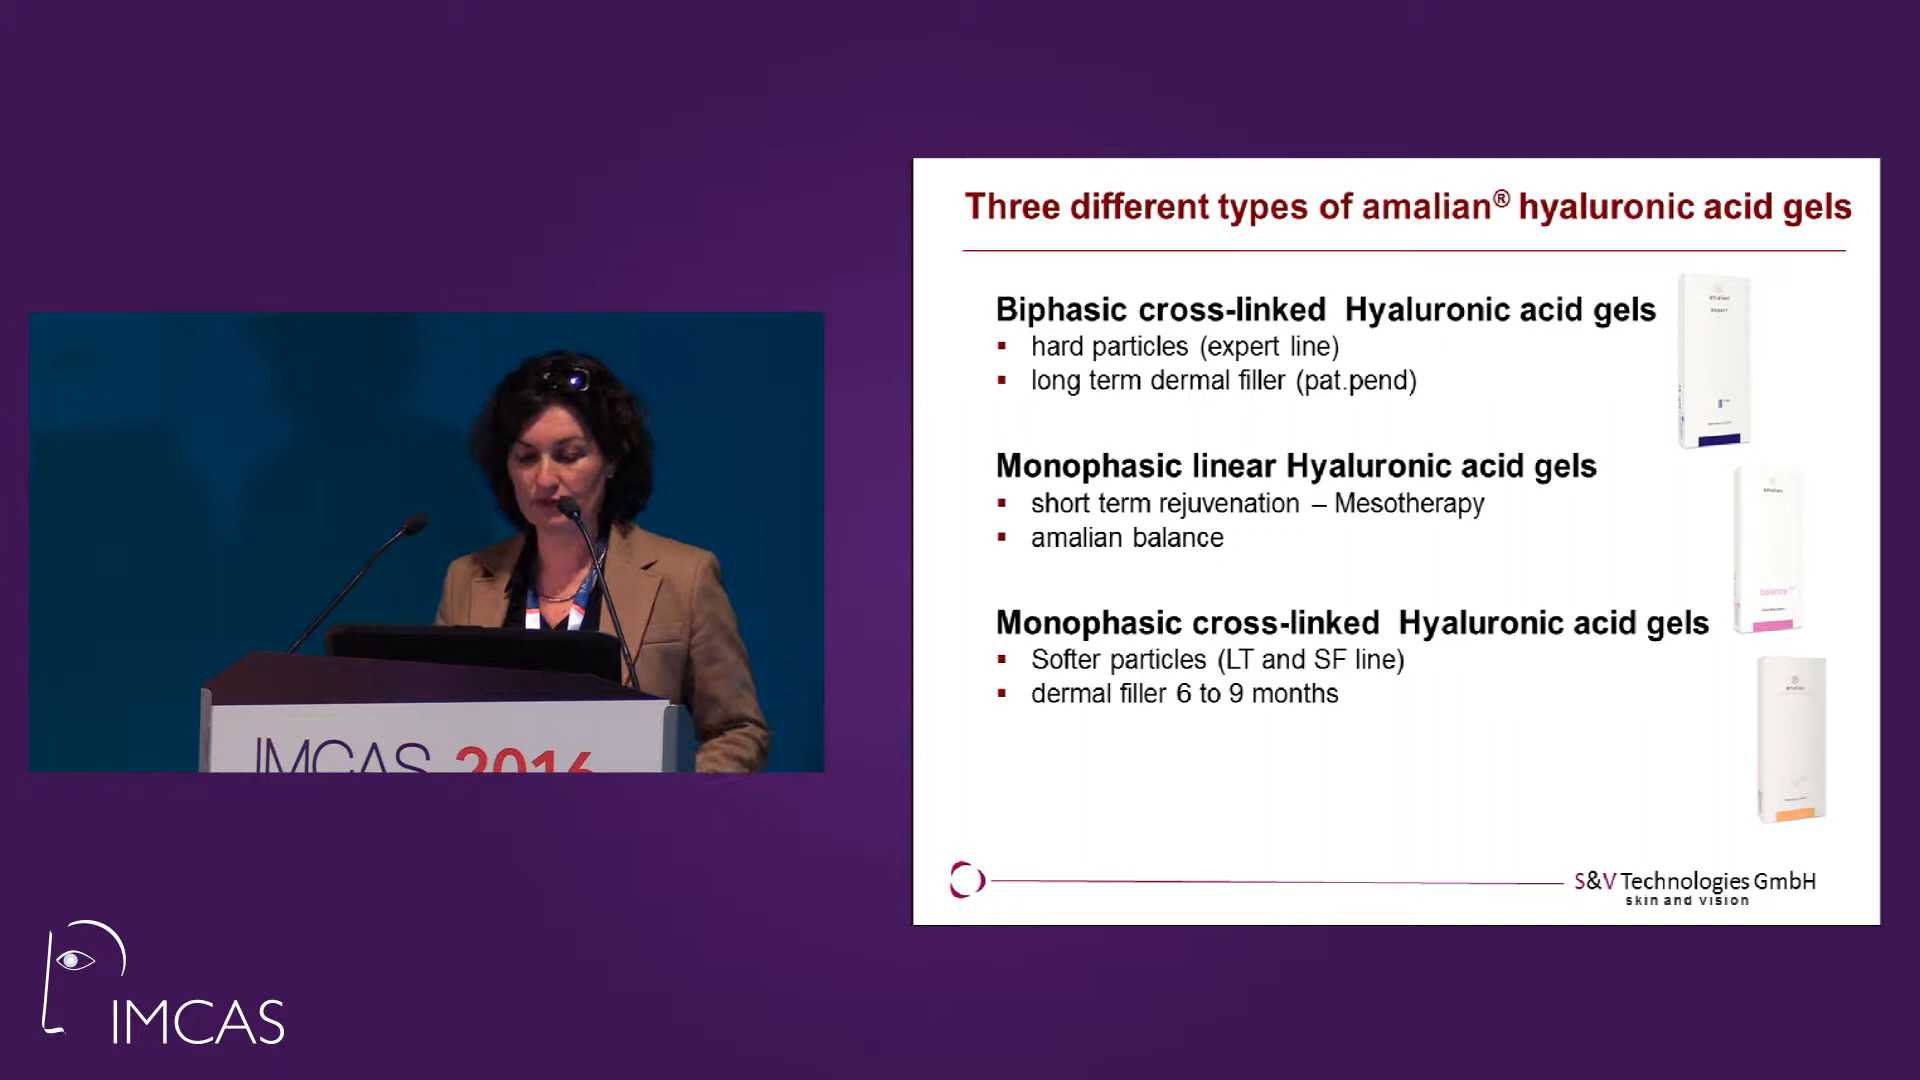 Three different types of amalian® hyaluronic acid gels
Biphasic cross-linked Hyaluronic acid gels
▪ hard particles (expert line)
▪ long term dermal filler (pat.pend)
Monophasic linear Hyaluronic acid gels
▪ short term rejuvenation – Mesotherapy
▪ amalian balance
Monophasic cross-linked Hyaluronic acid gels
▪ Softer particles (LT and SF line)
▪ dermal filler 6 to 9 months
balance
S&V Technologies GmbH
skin and vision
IMCAS 2016
IMCAS